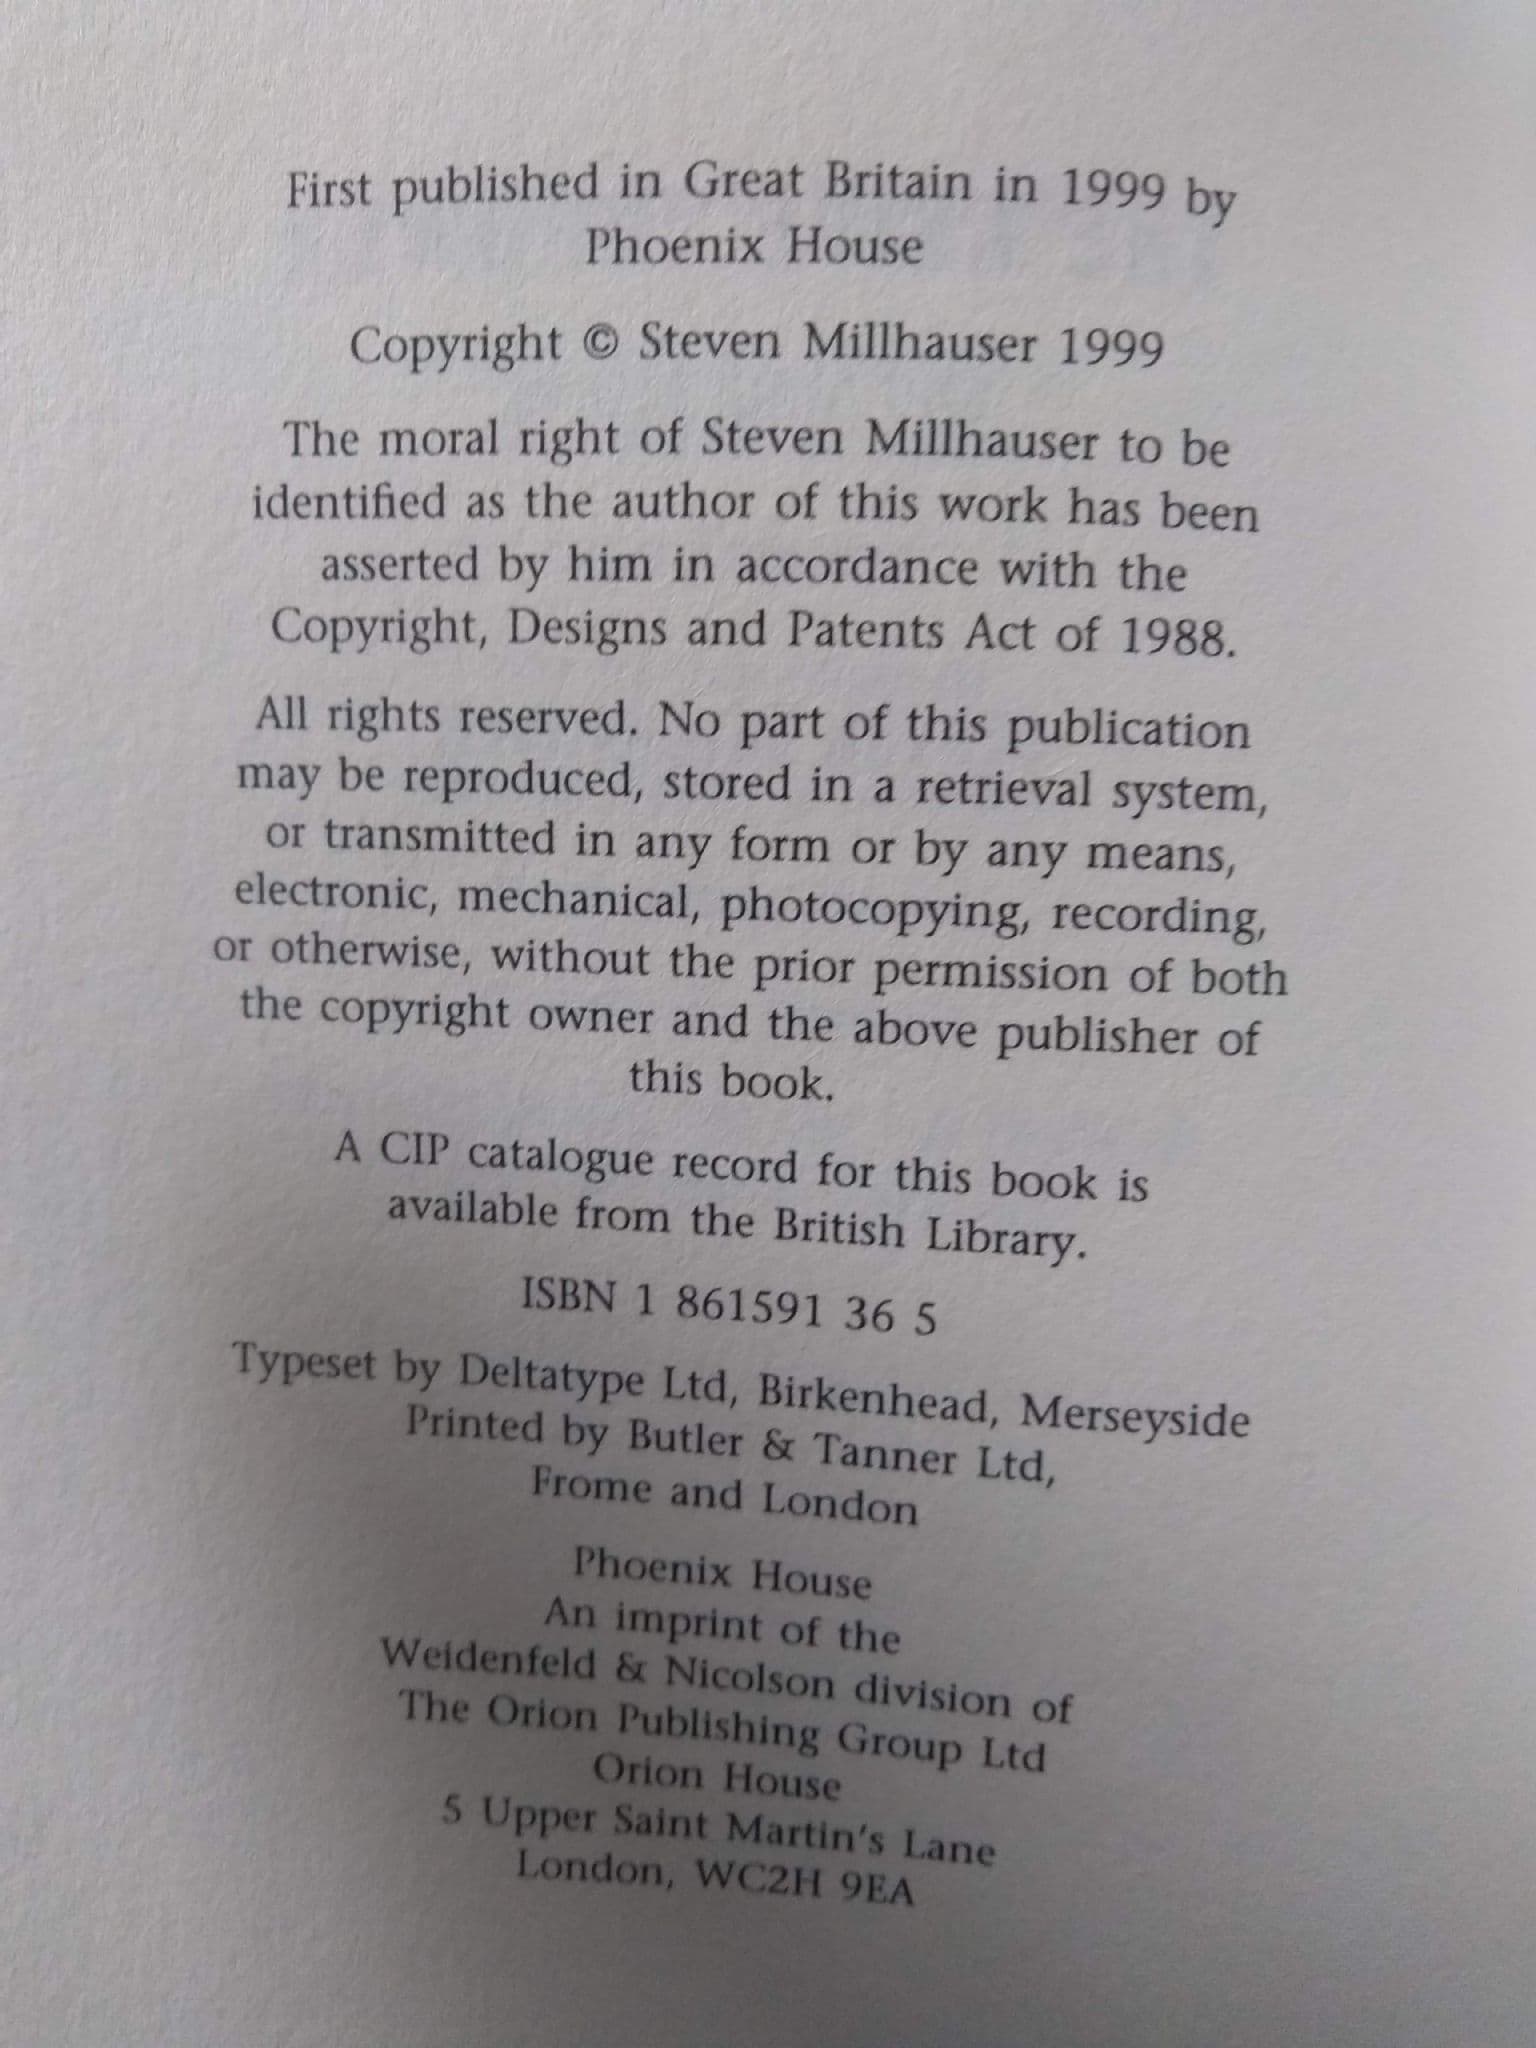 First published in Great Britain in 1999 by
Phoenix House
Copyright © Steven Millhauser 1999
The moral right of Steven Millhauser to be
identified as the author of this work has been
asserted by him in accordance with the
Copyright, Designs and Patents Act of 1988.
All rights reserved. No part of this publication
may be reproduced, stored in a retrieval system,
or transmitted in any form or by any means,
electronic, mechanical, photocopying, recording,
or otherwise, without the prior permission of both
the copyright owner and the above publisher of
this book.
A CIP catalogue record for this book is
available from the British Library.
ISBN 1 861591 36 5
Typeset by Deltatype Ltd, Birkenhead, Merseyside
Printed by Butler & Tanner Ltd,
Frome and London
Phoenix House
An imprint of the
Weidenfeld & Nicolson division of
The Orion Publishing Group Ltd
Orion House
5 Upper Saint Martin's Lane
London, WC2H 9EA